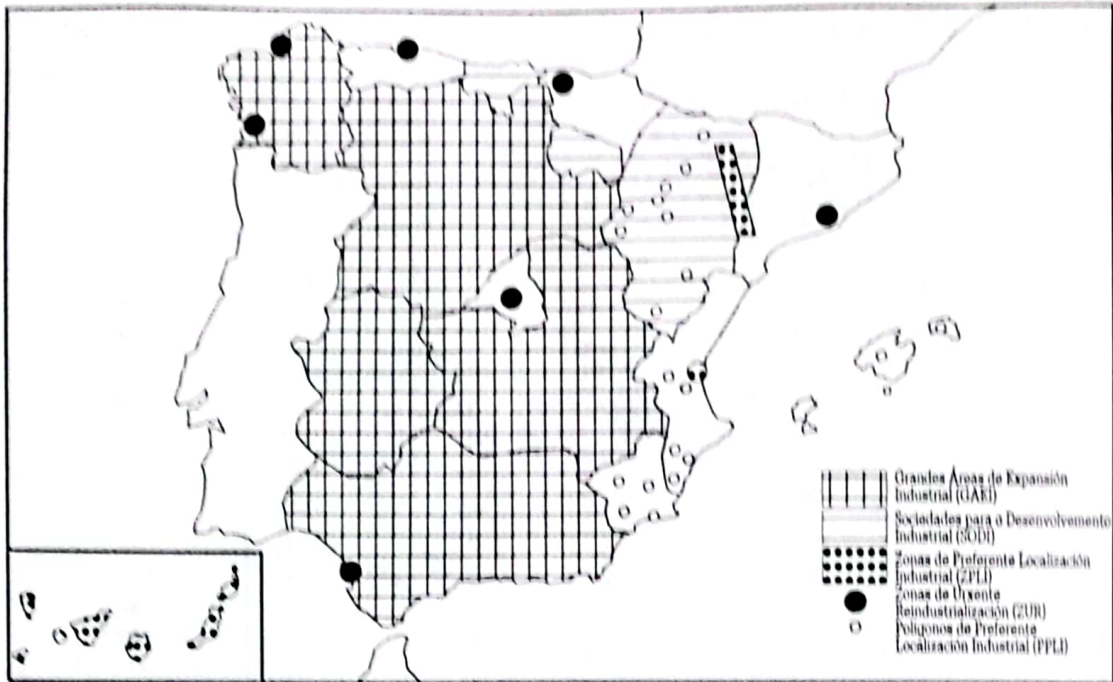 Grandes Áreas de Expansión
Industrial (GAEI)
Sociedades para o Desenvolvemento
Industrial (SODI)
Zonas de Preferente Localización
Industrial (ZPLI)
Zonas de Urxente
Reindustrialización (ZUR)
Polígonos de Preferente
Localización Industrial (PPLI)